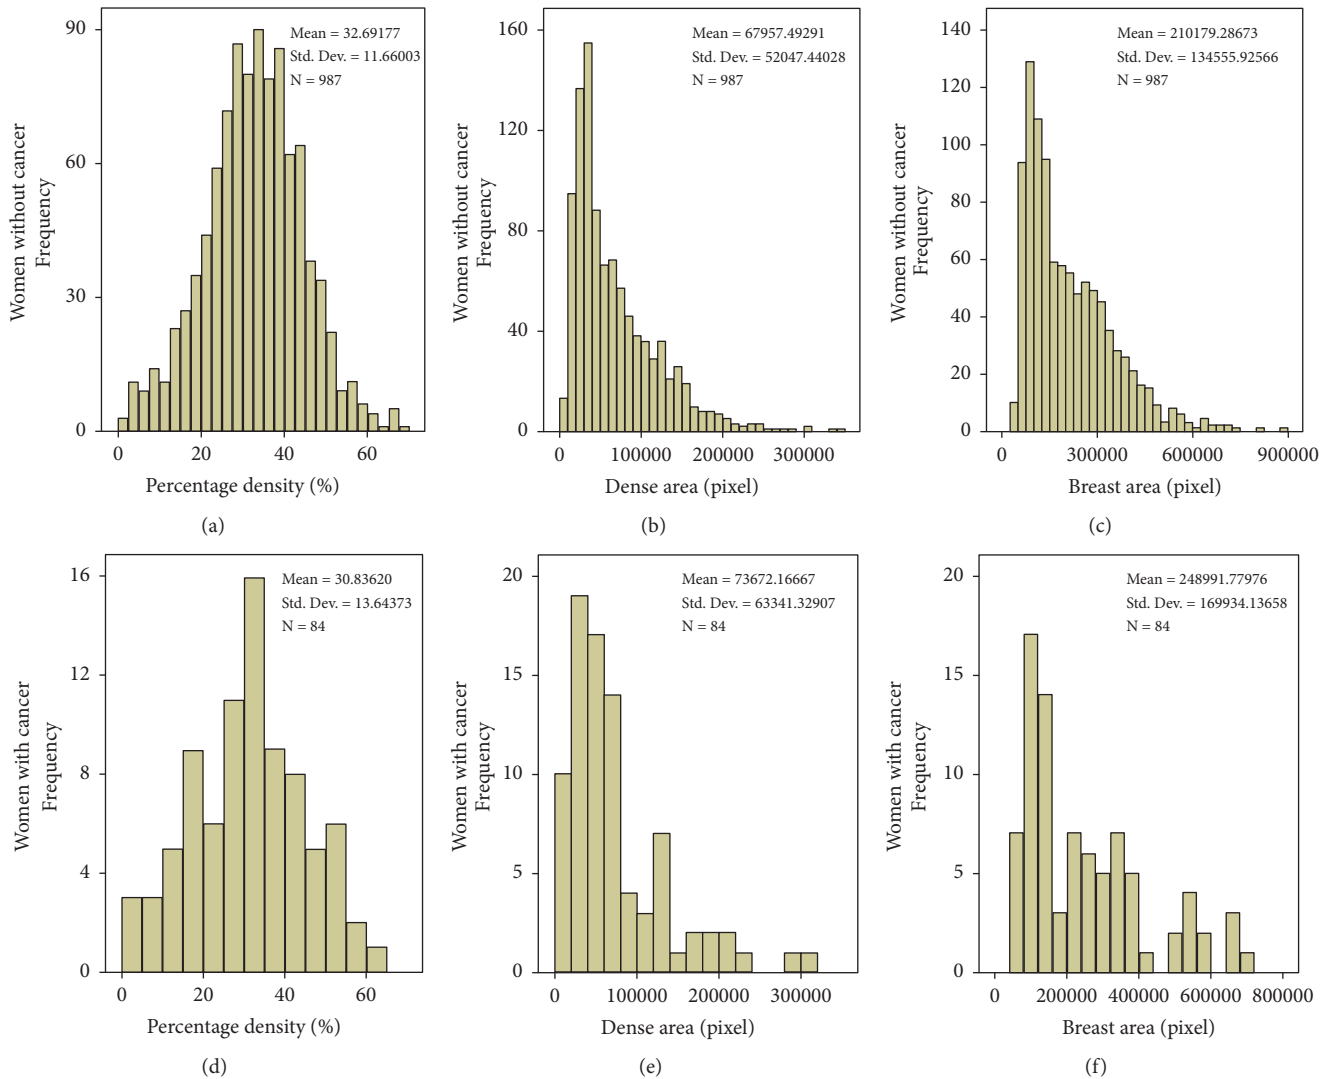 Women without cancer
Frequency
90
60
30
0
Mean = 32.69177
Std. Dev. = 11.66003
N = 987
0 20 40 60
Percentage density (%)
(a)
Women without cancer
Frequency
160
120
80
40
0
Mean = 67957.49291
Std. Dev. = 52047.44028
N = 987
0 100000 200000 300000
Dense area (pixel)
(b)
Women without cancer
Frequency
140
120
100
80
60
40
20
0
Mean = 210179.28673
Std. Dev. = 134555.92566
N = 987
0 300000 600000 900000
Breast area (pixel)
(c)
Women with cancer
Frequency
16
12
8
4
0
Mean = 30.83620
Std. Dev. = 13.64373
N = 84
0 20 40 60
Percentage density (%)
(d)
Women with cancer
Frequency
20
15
10
5
0
Mean = 73672.16667
Std. Dev. = 63341.32907
N = 84
0 100000 200000 300000
Dense area (pixel)
(e)
Women with cancer
Frequency
20
15
10
5
0
Mean = 248991.77976
Std. Dev. = 169934.13658
N = 84
0 200000 400000 600000 800000
Breast area (pixel)
(f)